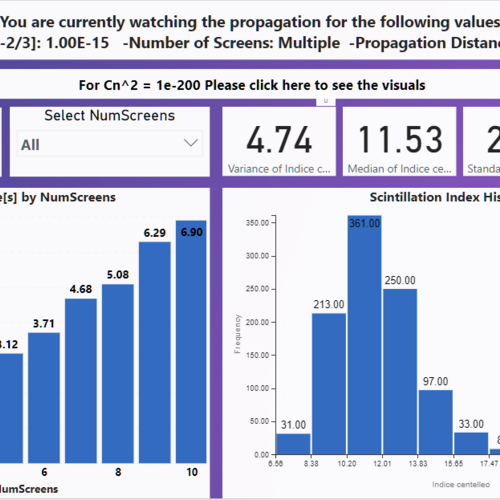 You are currently watching the propagation for the following values
-2/3]: 1.00E-15 -Number of Screens: Multiple -Propagation Distan
For Cn^2 = 1e-200 Please click here to see the visuals
Select NumScreens
All
4.74
Variance of Indice c...
11.53
Median of Indice ce...
2
Standa
e[s] by NumScreens
.12
3.71
4.68
5.08
6.29
6.90
6
8
10
NumScreens
Scintillation Index His
Frequency
350.00
300.00
250.00
200.00
150.00
100.00
50.00
0.00
31.00
213.00
361.00
250.00
97.00
33.00
8
6.56
8.38
10.20
12.01
13.83
15.65
17.47
Indice centelleo